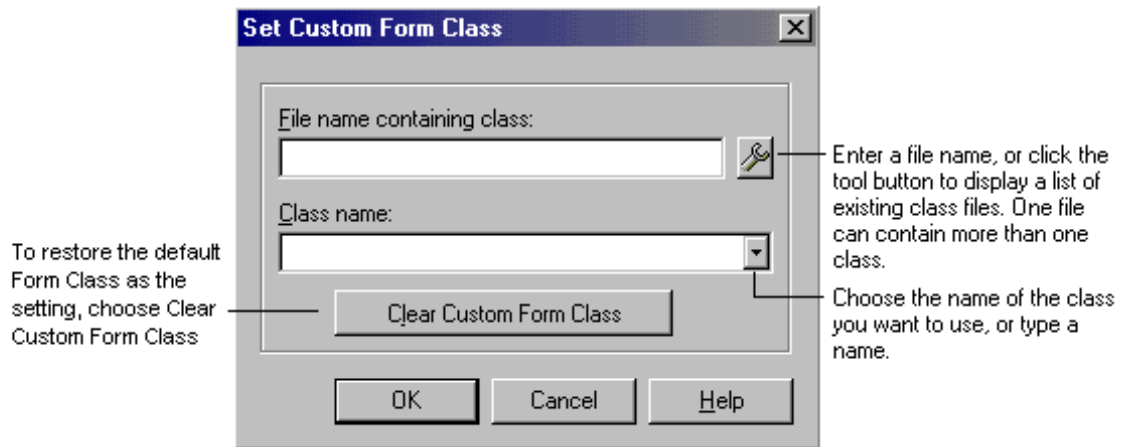 Set Custom Form Class
File name containing class:
Enter a file name, or click the
tool button to display a list of
existing class files. One file
can contain more than one
class.
Class name:
To restore the default
Form Class as the
setting, choose Clear
Custom Form Class
Clear Custom Form Class
Choose the name of the class
you want to use, or type a
name.
OK
Cancel
Help